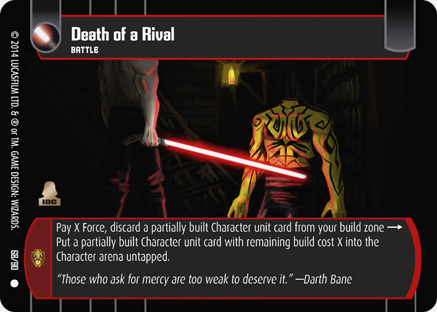 Death of a Rival
BATTLE
Pay X Force, discard a partially built Character unit card from your build zone →
Put a partially built Character unit card with remaining build cost X into the
Character arena untapped.
"Those who ask for mercy are too weak to deserve it." —Darth Bane
© 2014 LUCASFILM LTD. & ® or TM. GAME DESIGN: WIZARDS.
IDC